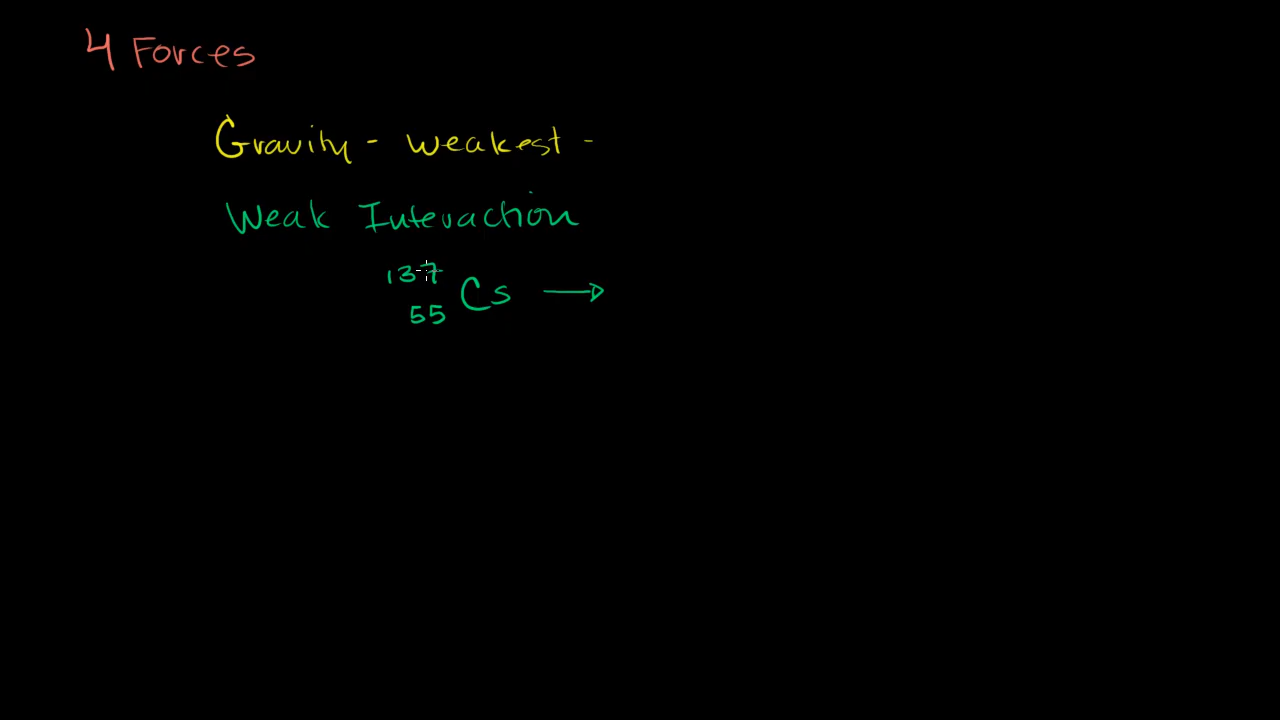 4 Forces
Gravity - weakest -
Weak Interaction
137
55 Cs →